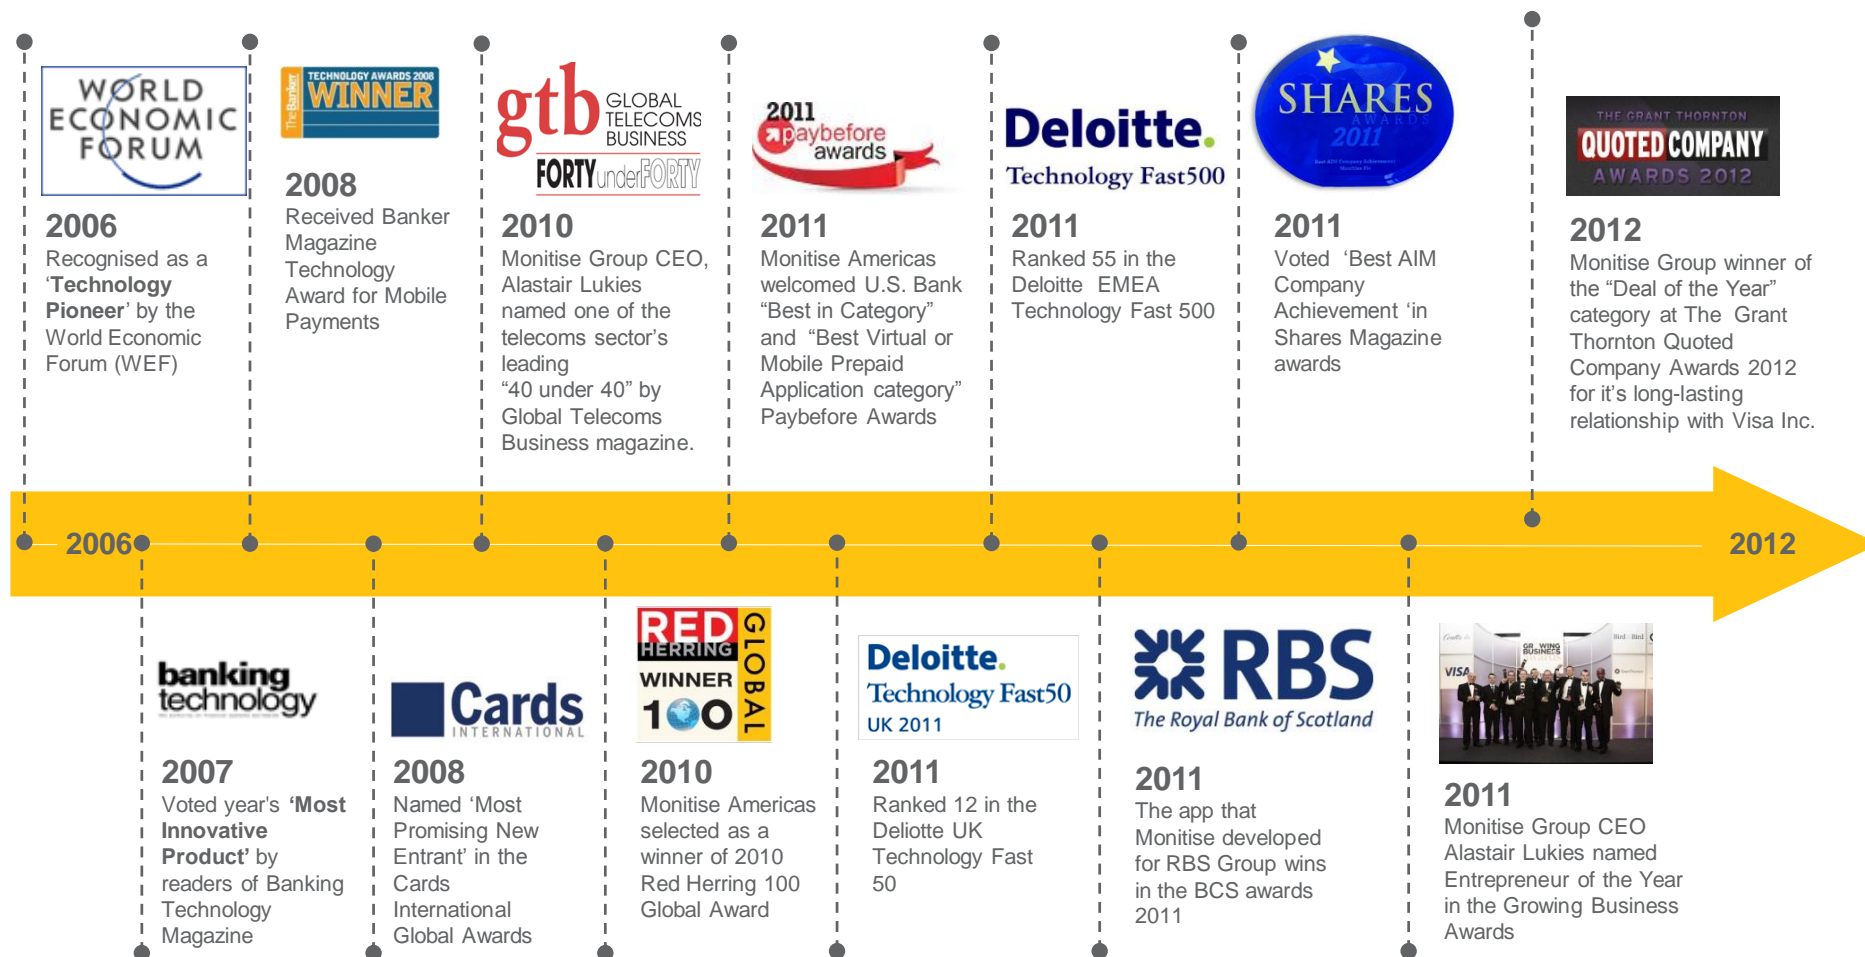 WORLD
ECONOMIC
FORUM
2006
Recognised as a
‘Technology
Pioneer’ by the
World Economic
Forum (WEF)
The Banker
TECHNOLOGY AWARDS 2008
WINNER
2008
Received Banker
Magazine
Technology
Award for Mobile
Payments
gtb GLOBAL
TELECOMS
BUSINESS
FORTY under FORTY
2010
Monitise Group CEO,
Alastair Lukies
named one of the
telecoms sector’s
leading
“40 under 40” by
Global Telecoms
Business magazine.
2011
paybefore
awards
2011
Monitise Americas
welcomed U.S. Bank
“Best in Category”
and “Best Virtual or
Mobile Prepaid
Application category”
Paybefore Awards
Deloitte.
Technology Fast500
2011
Ranked 55 in the
Deloitte EMEA
Technology Fast 500
SHARES
AWARDS
2011
Best AIM Company Achievement
Monitise Plc
2011
Voted ‘Best AIM
Company
Achievement ‘in
Shares Magazine
awards
THE GRANT THORNTON
QUOTED COMPANY
AWARDS 2012
2012
Monitise Group winner of
the “Deal of the Year”
category at The Grant
Thornton Quoted
Company Awards 2012
for it’s long-lasting
relationship with Visa Inc.
2006
2012
banking
technology
2007
Voted year's ‘Most
Innovative
Product’ by
readers of Banking
Technology
Magazine
Cards
INTERNATIONAL
2008
Named ‘Most
Promising New
Entrant’ in the
Cards
International
Global Awards
RED
HERRING
WINNER
100
GLOBAL
2010
Monitise Americas
selected as a
winner of 2010
Red Herring 100
Global Award
Deloitte.
Technology Fast50
UK 2011
2011
Ranked 12 in the
Deliotte UK
Technology Fast
50
RBS
The Royal Bank of Scotland
2011
The app that
Monitise developed
for RBS Group wins
in the BCS awards
2011
GR WING
BUSINESS
VISA
Bird & Bird
2011
Monitise Group CEO
Alastair Lukies named
Entrepreneur of the Year
in the Growing Business
Awards